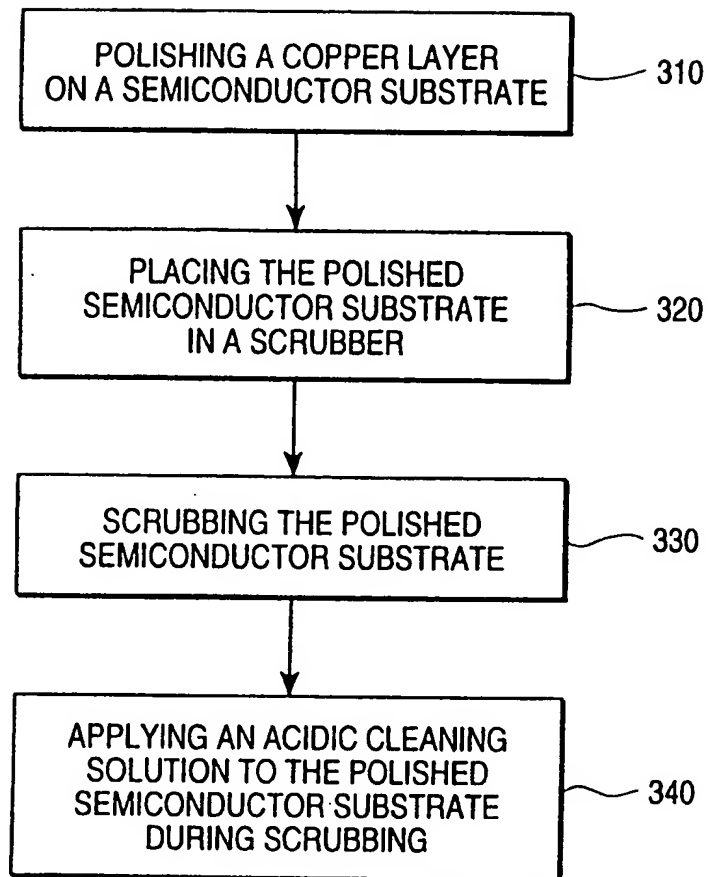 POLISHING A COPPER LAYER
ON A SEMICONDUCTOR SUBSTRATE
310
PLACING THE POLISHED
SEMICONDUCTOR SUBSTRATE
IN A SCRUBBER
320
SCRUBBING THE POLISHED
SEMICONDUCTOR SUBSTRATE
330
APPLYING AN ACIDIC CLEANING
SOLUTION TO THE POLISHED
SEMICONDUCTOR SUBSTRATE
DURING SCRUBBING
340